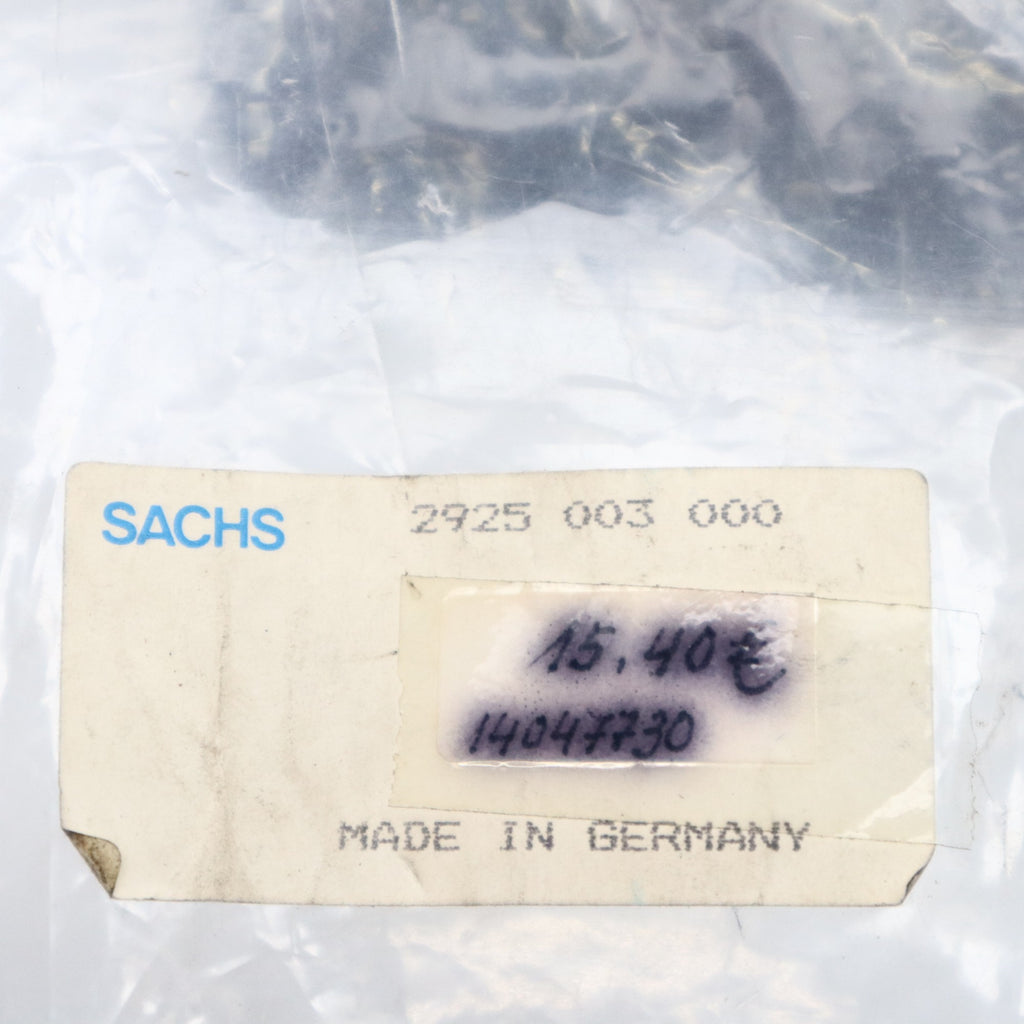 SACHS 2925 003 000
15.40€
14047730
MADE IN GERMANY